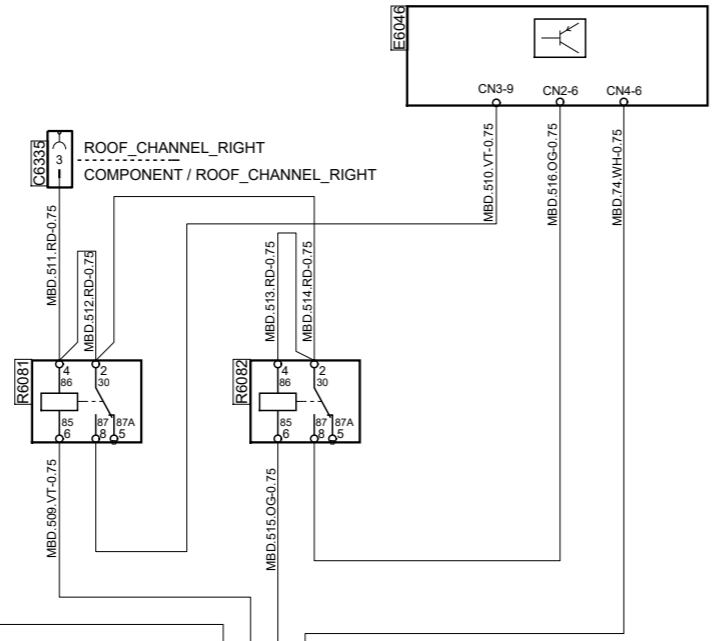 E6046
CN3-9 CN2-6 CN4-6
C6335
3
ROOF_CHANNEL_RIGHT
COMPONENT / ROOF_CHANNEL_RIGHT
MBD.510.VT-0.75
MBD.516.OG-0.75
MBD.74.WH-0.75
MBD.511.RD-0.75
MBD.512.RD-0.75
MBD.513.RD-0.75
MBD.514.RD-0.75
R6081
4 2
86 30
85 87 87A
6 8 5
R6082
4 2
86 30
85 87 87A
6 8 5
MBD.509.VT-0.75
MBD.515.OG-0.75